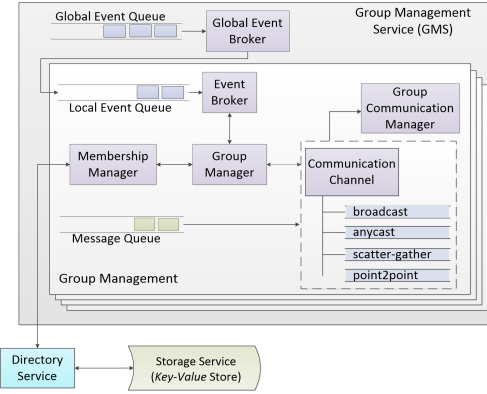 Global Event Queue
Global Event
Broker
Group Management
Service (GMS)
Local Event Queue
Event
Broker
Group
Communication
Manager
Membership
Manager
Group
Manager
Communication
Channel
broadcast
anycast
scatter-gather
point2point
Message Queue
Group Management
Directory
Service
Storage Service
(Key-Value Store)